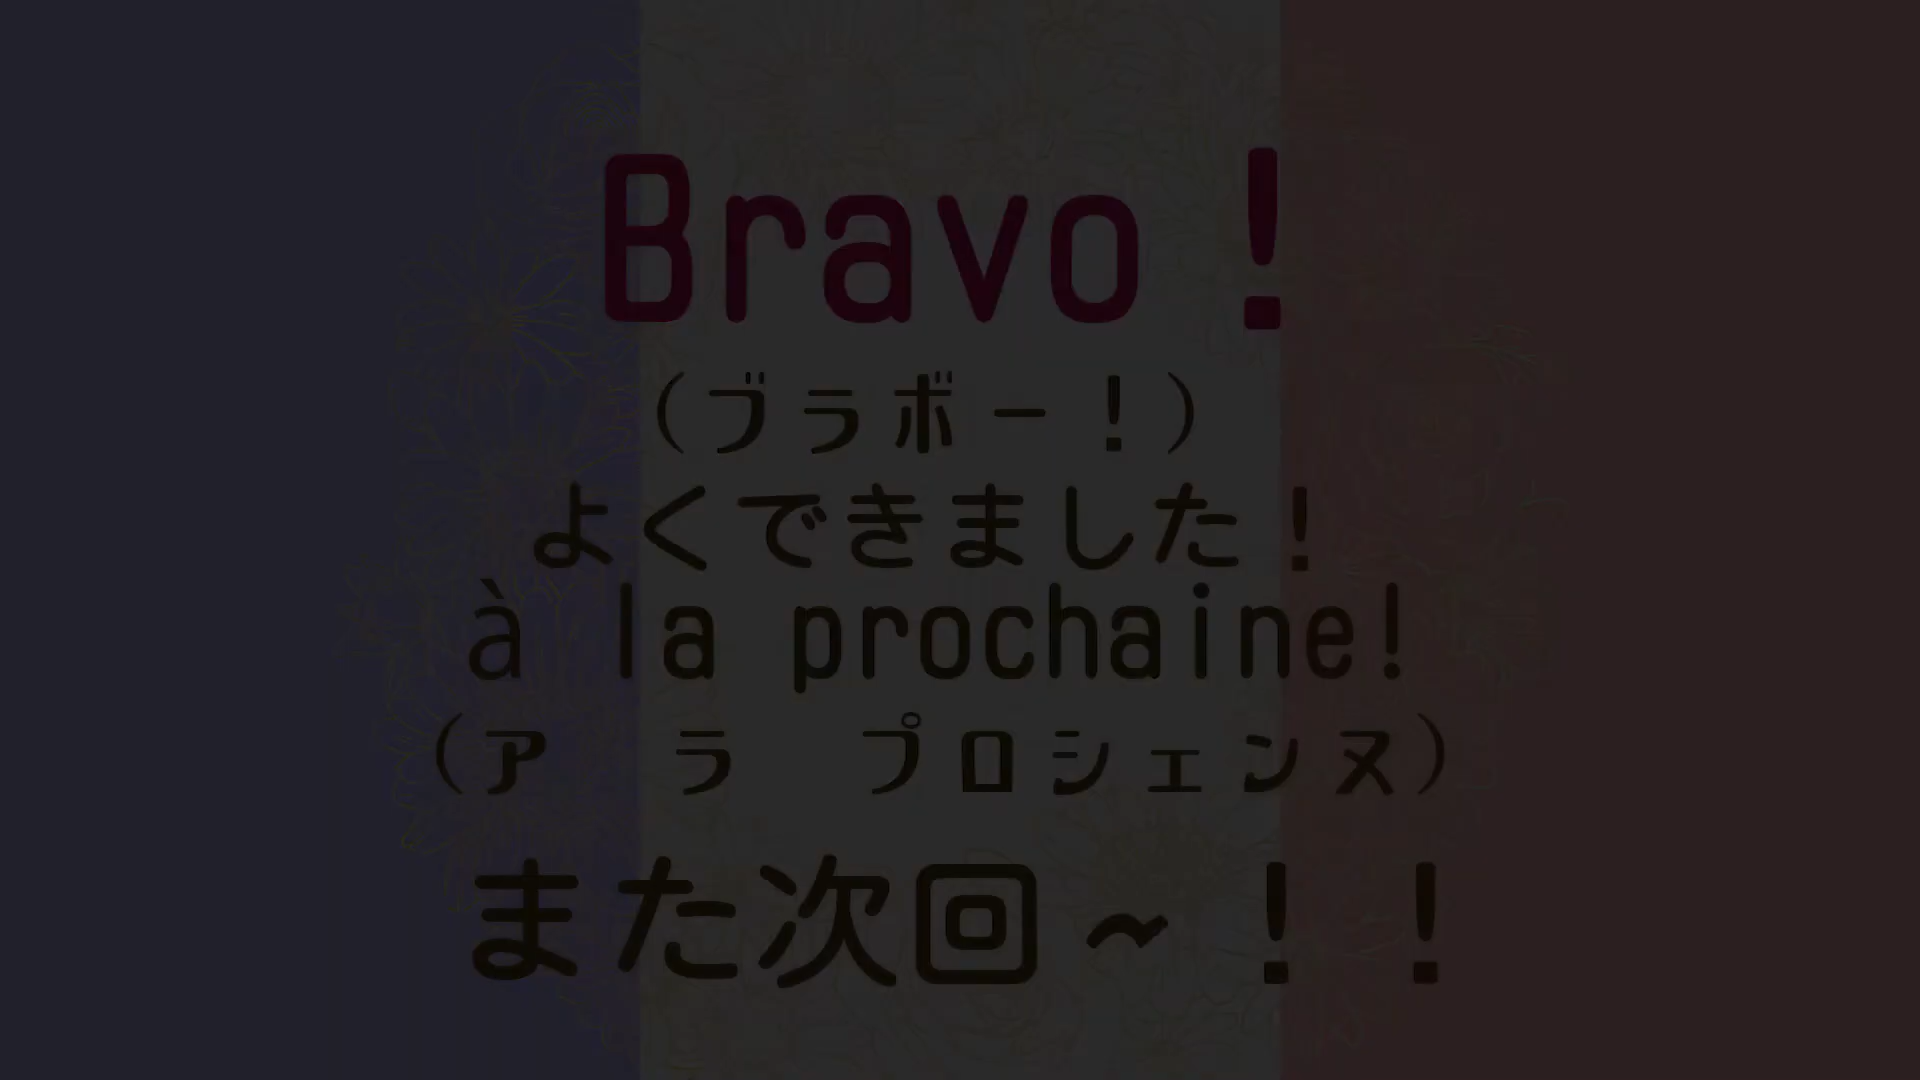 Bravo！
（ブラボー！）
よくできました！
à la prochaine!
（ア　ラ　プロシェンヌ）
また次回～！！